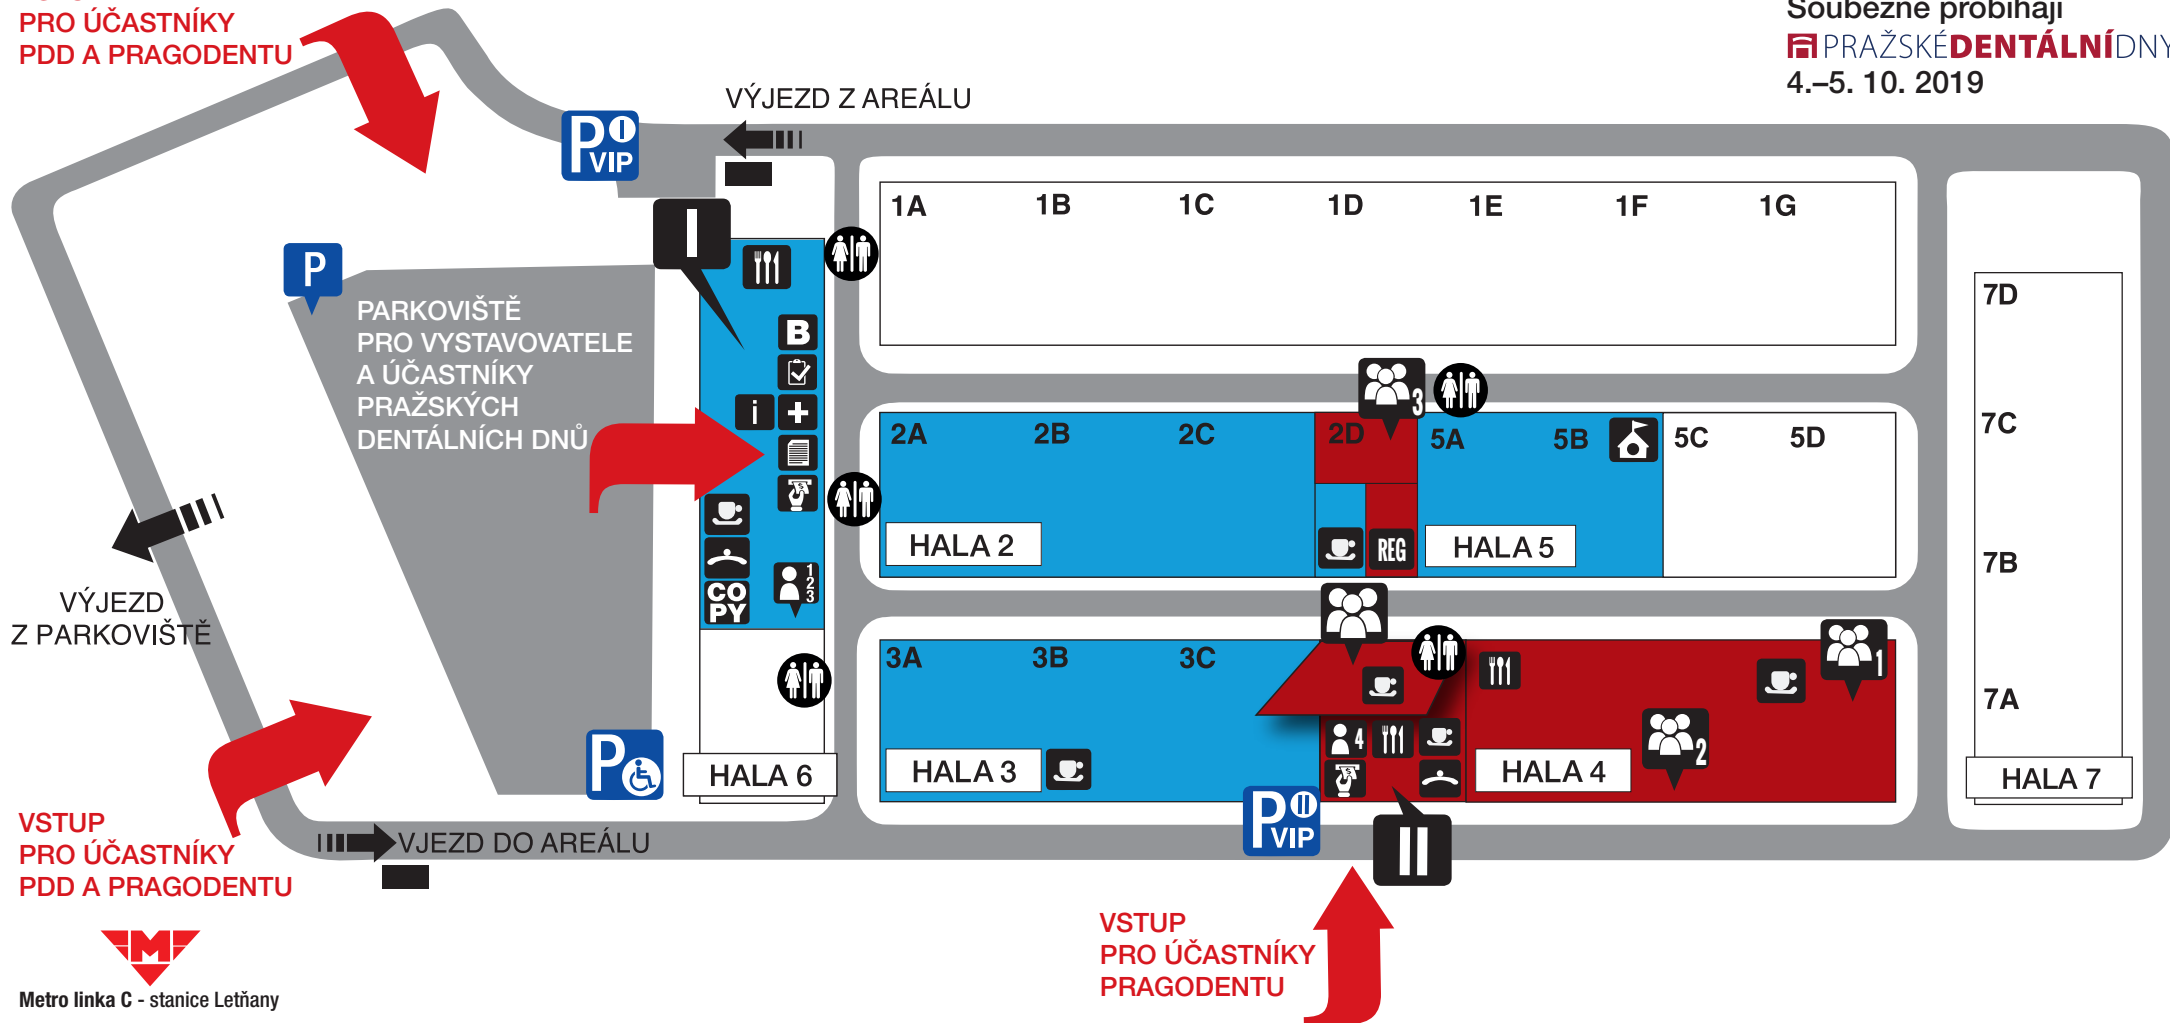 PRO ÚČASTNÍKY
PDD A PRAGODENTU
Souběžně probíhají
PRAŽSKÉDENTÁLNÍDNY
4.–5. 10. 2019
VÝJEZD Z AREÁLU
P I VIP
I
1A 1B 1C 1D 1E 1F 1G
P
PARKOVIŠTĚ
PRO VYSTAVOVATELE
A ÚČASTNÍKY
PRAŽSKÝCH
DENTÁLNÍCH DNŮ
B
i
COPY
1
2
3
3
2A 2B 2C 2D 5A 5B 5C 5D
HALA 2
REG
HALA 5
7D
7C
7B
7A
HALA 7
VÝJEZD
Z PARKOVIŠTĚ
3A 3B 3C
1
2
4
HALA 3
HALA 4
P
HALA 6
P II VIP
II
VJEZD DO AREÁLU
VSTUP
PRO ÚČASTNÍKY
PDD A PRAGODENTU
VSTUP
PRO ÚČASTNÍKY
PRAGODENTU
M
Metro linka C - stanice Letňany